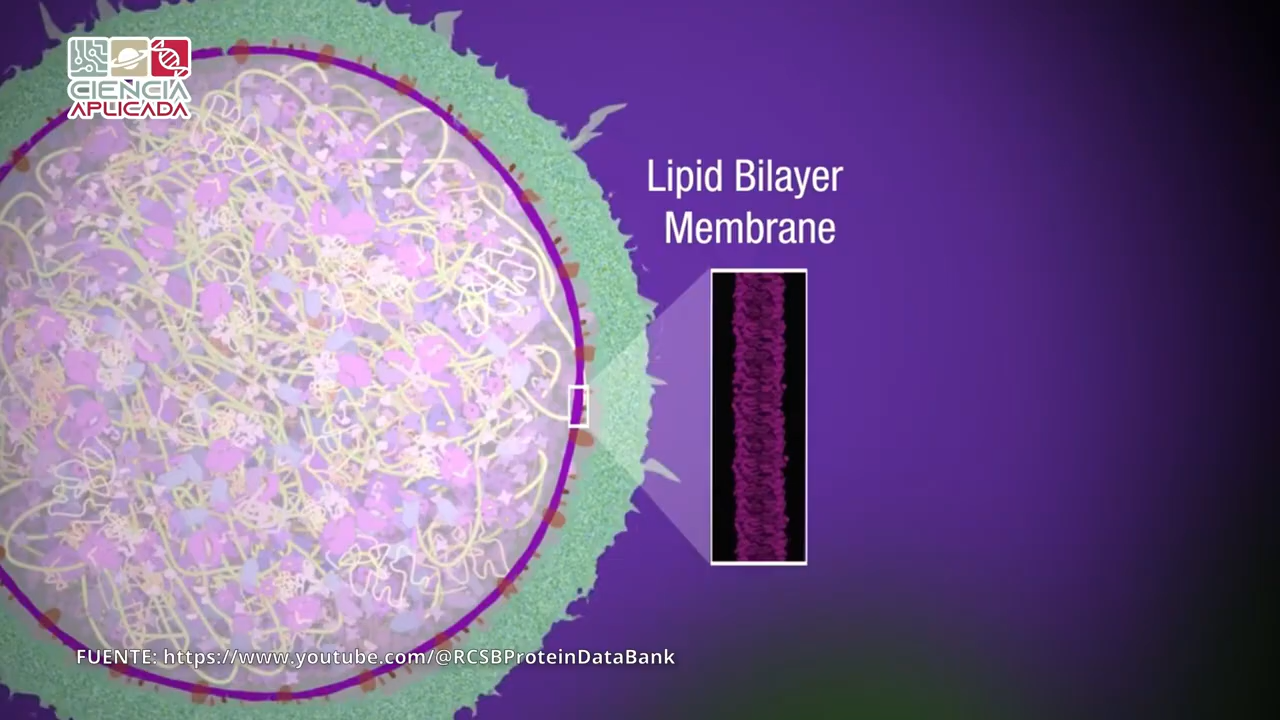 CIENCIA
APLICADA
Lipid Bilayer
Membrane
FUENTE: https://www.youtube.com/@RCSBProteinDataBank